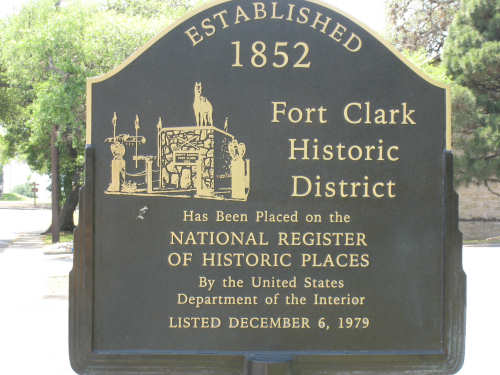 ESTABLISHED
1852
Fort Clark
Historic
District
Has Been Placed on the
NATIONAL REGISTER
OF HISTORIC PLACES
By the United States
Department of the Interior
LISTED DECEMBER 6, 1979